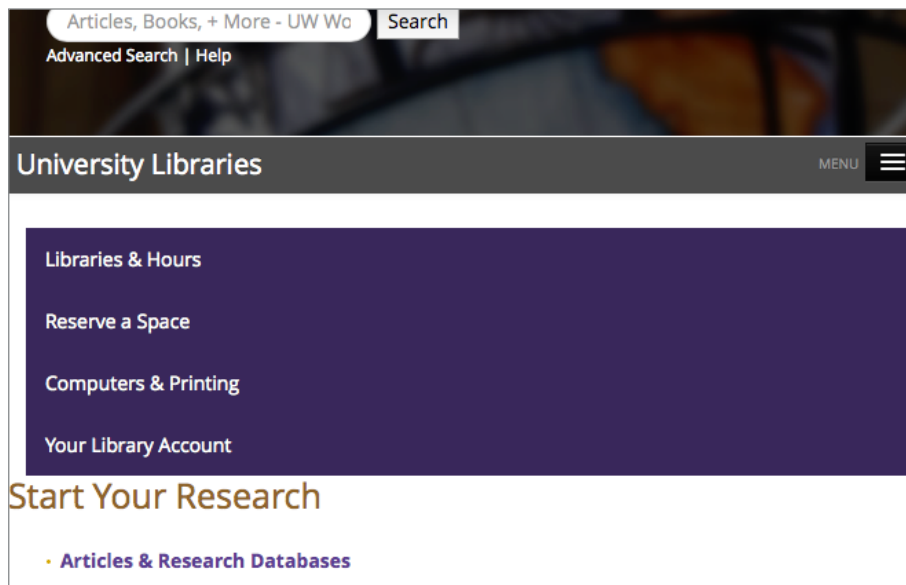 Articles, Books, + More - UW Wo Search
Advanced Search | Help
University Libraries MENU
Libraries & Hours
Reserve a Space
Computers & Printing
Your Library Account
Start Your Research
· Articles & Research Databases